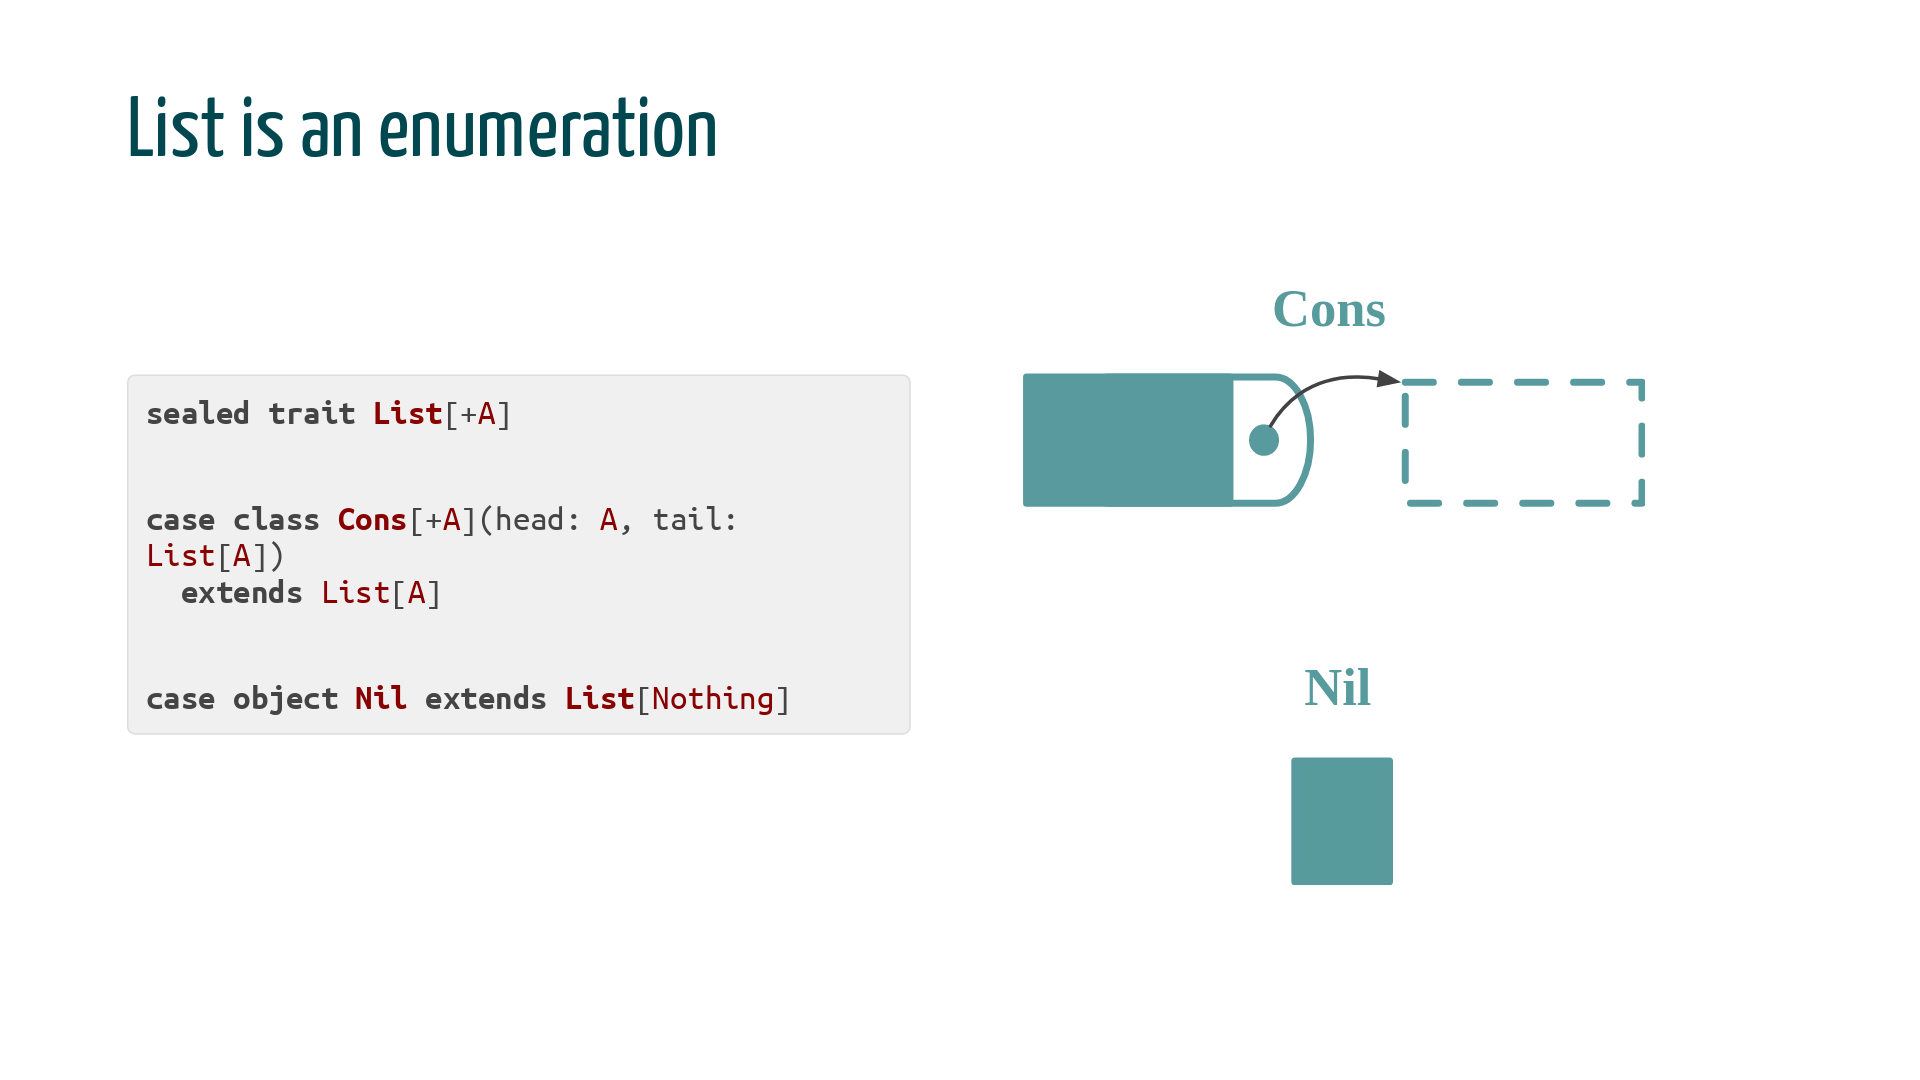 List is an enumeration
sealed trait List[+A]
case class Cons[+A](head: A, tail:
List[A])
  extends List[A]
case object Nil extends List[Nothing]
Cons
Nil